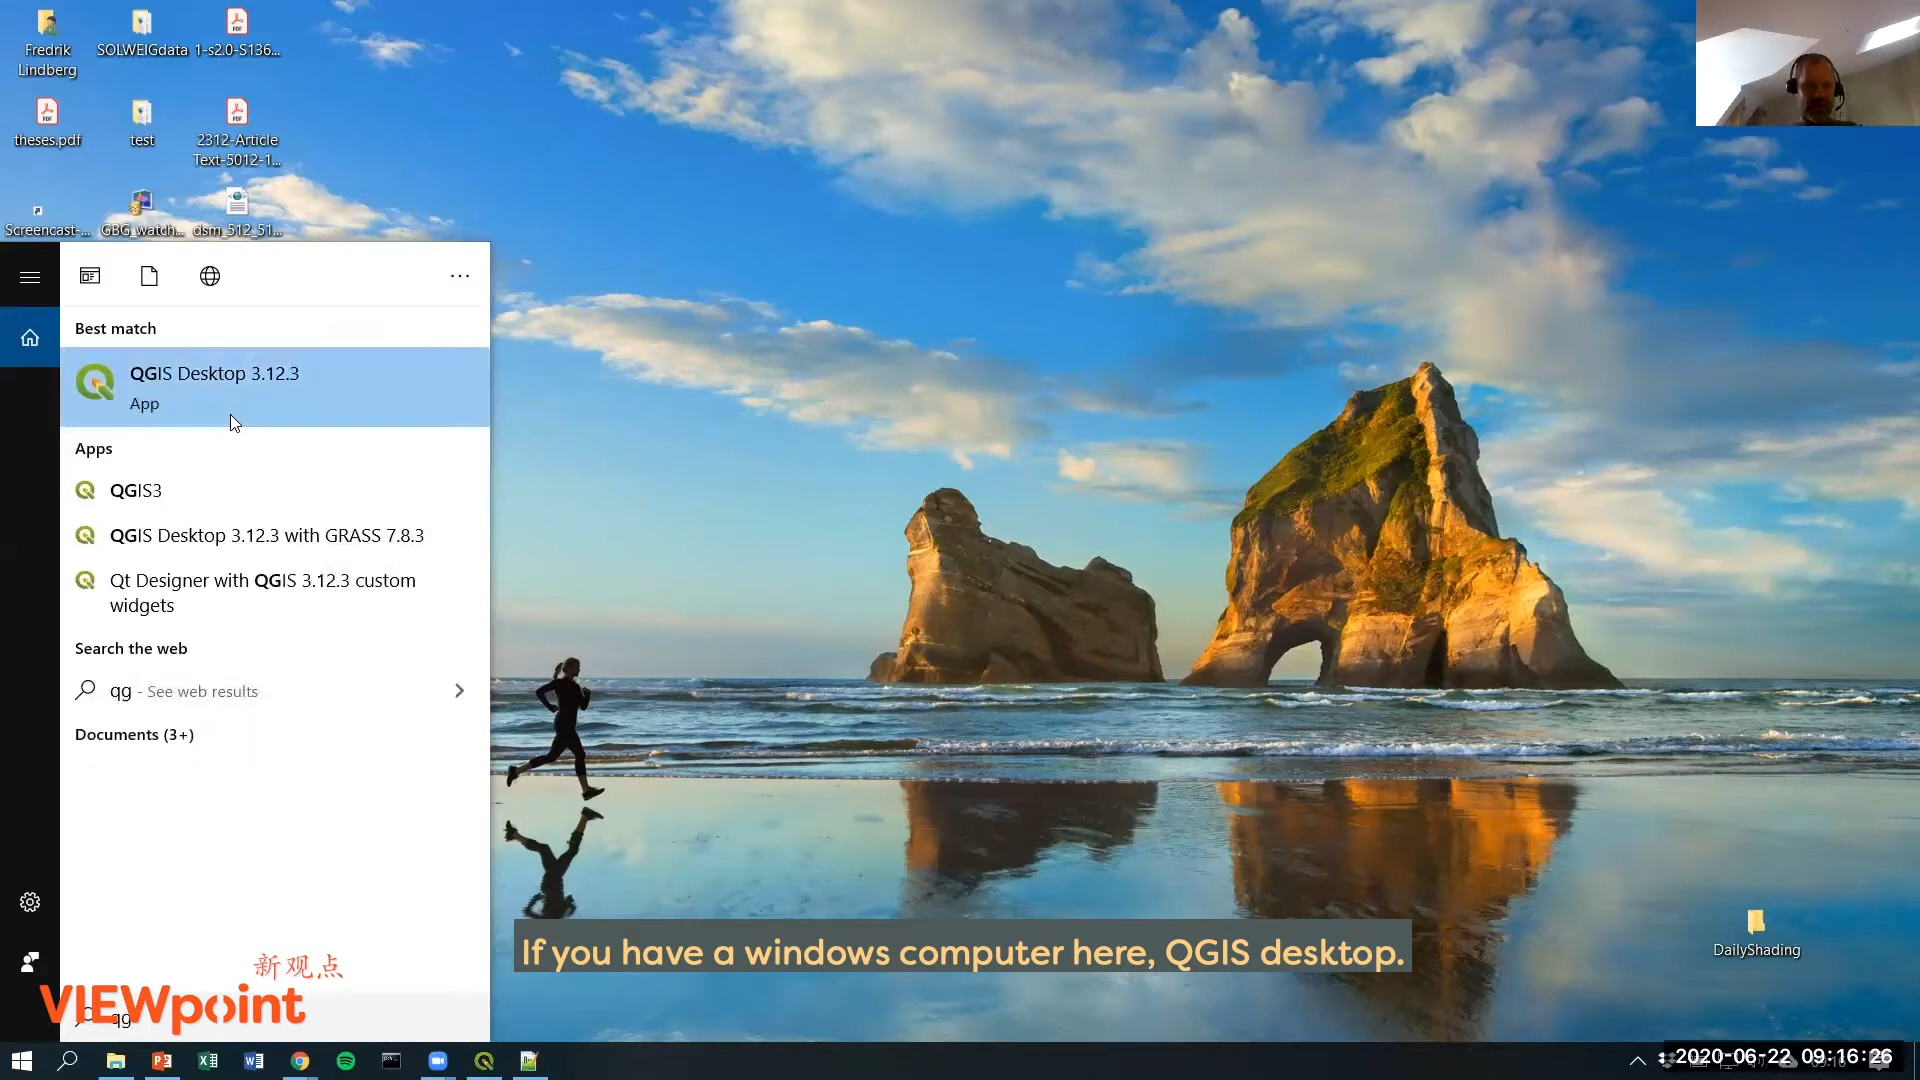 Fredrik
Lindberg
SOLWEIGdata
1-s2.0-S136...
theses.pdf
test
2312-Article
Text-5012-1...
Screencast-...
GBG_watch...
dsm_512_51...
Best match
QGIS Desktop 3.12.3
App
Apps
QGIS3
QGIS Desktop 3.12.3 with GRASS 7.8.3
Qt Designer with QGIS 3.12.3 custom
widgets
Search the web
qg - See web results
Documents (3+)
If you have a windows computer here, QGIS desktop.
DailyShading
新观点
VIEWpoint
qg
2020-06-22 09:16:26